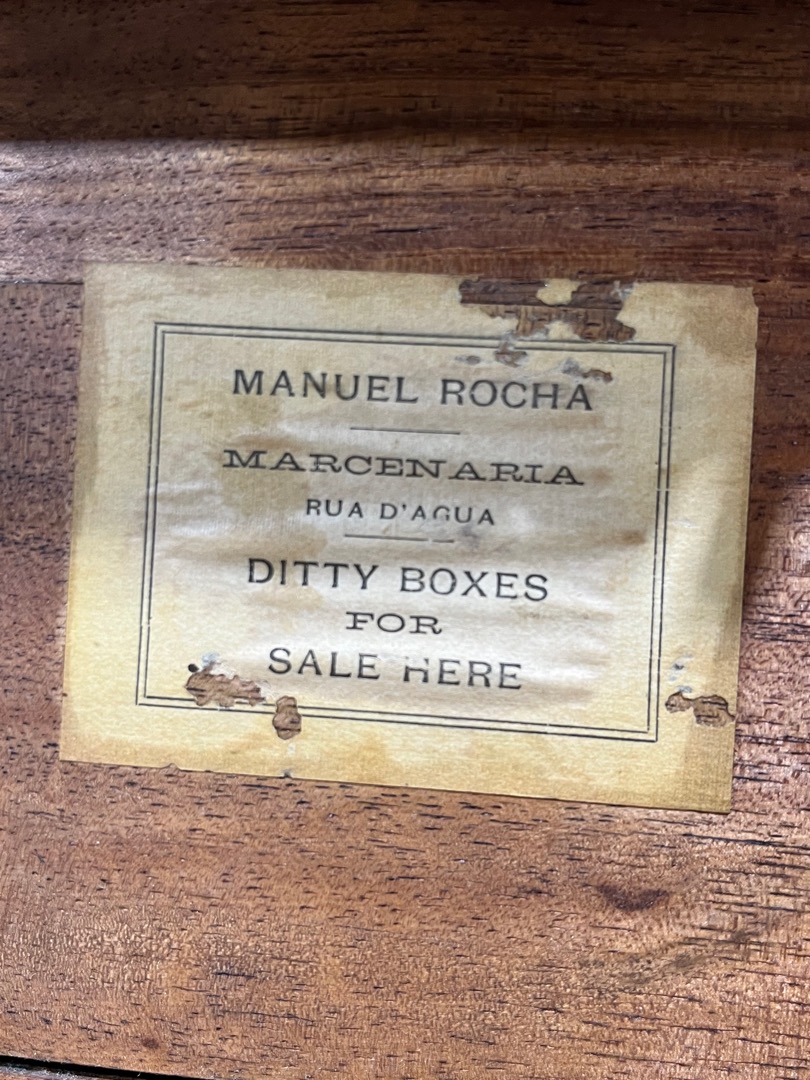 MANUEL ROCHA
MARCENARIA
RUA D'AGUA
DITTY BOXES
FOR
SALE HERE